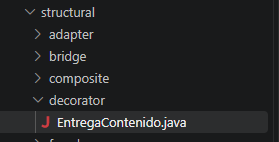 structural
adapter
bridge
composite
decorator
J EntregaContenido.java